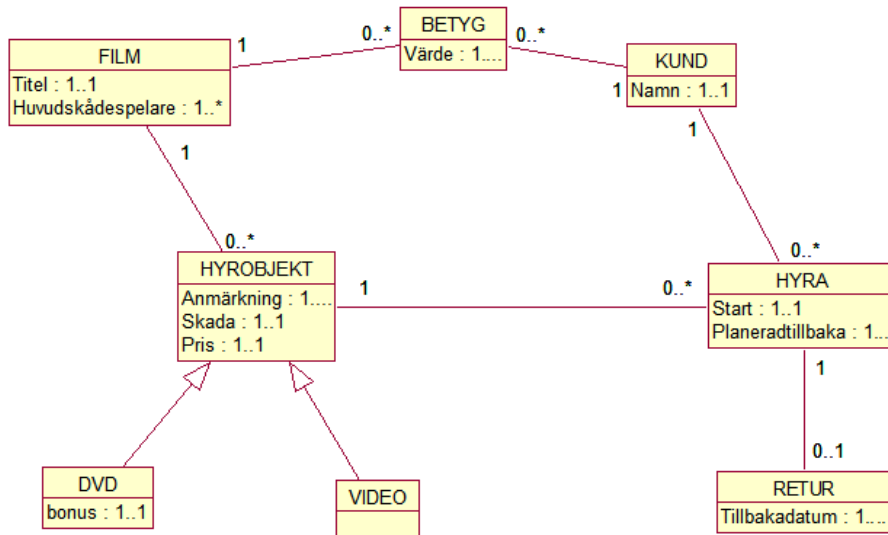 BETYG
Värde : 1....
FILM
Titel : 1..1
Huvudskådespelare : 1..*
KUND
Namn : 1..1
1
0..*
0..*
1
1
1
0..*
0..*
HYROBJEKT
Anmärkning : 1....
Skada : 1..1
Pris : 1..1
1
0..*
HYRA
Start : 1..1
Planeradtillbaka : 1...
1
0..1
DVD
bonus : 1..1
VIDEO
RETUR
Tillbakadatum : 1....